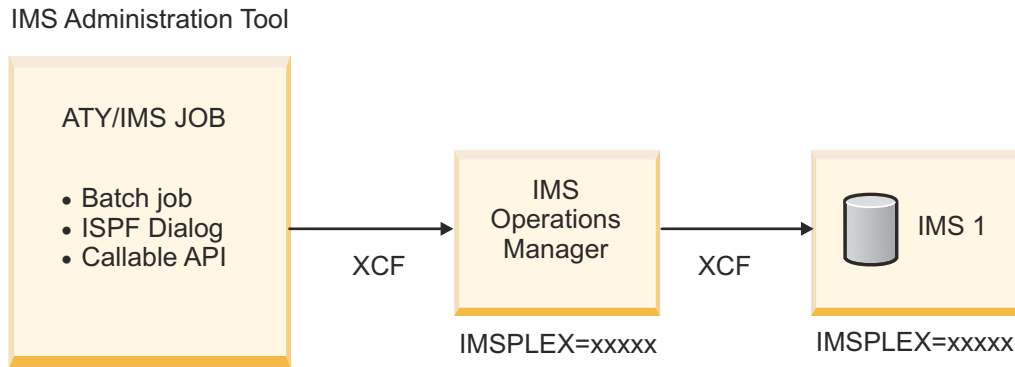 IMS Administration Tool
ATY/IMS JOB
• Batch job
• ISPF Dialog
• Callable API
XCF
IMS
Operations
Manager
IMSPLEX=xxxxx
XCF
IMS 1
IMSPLEX=xxxxx